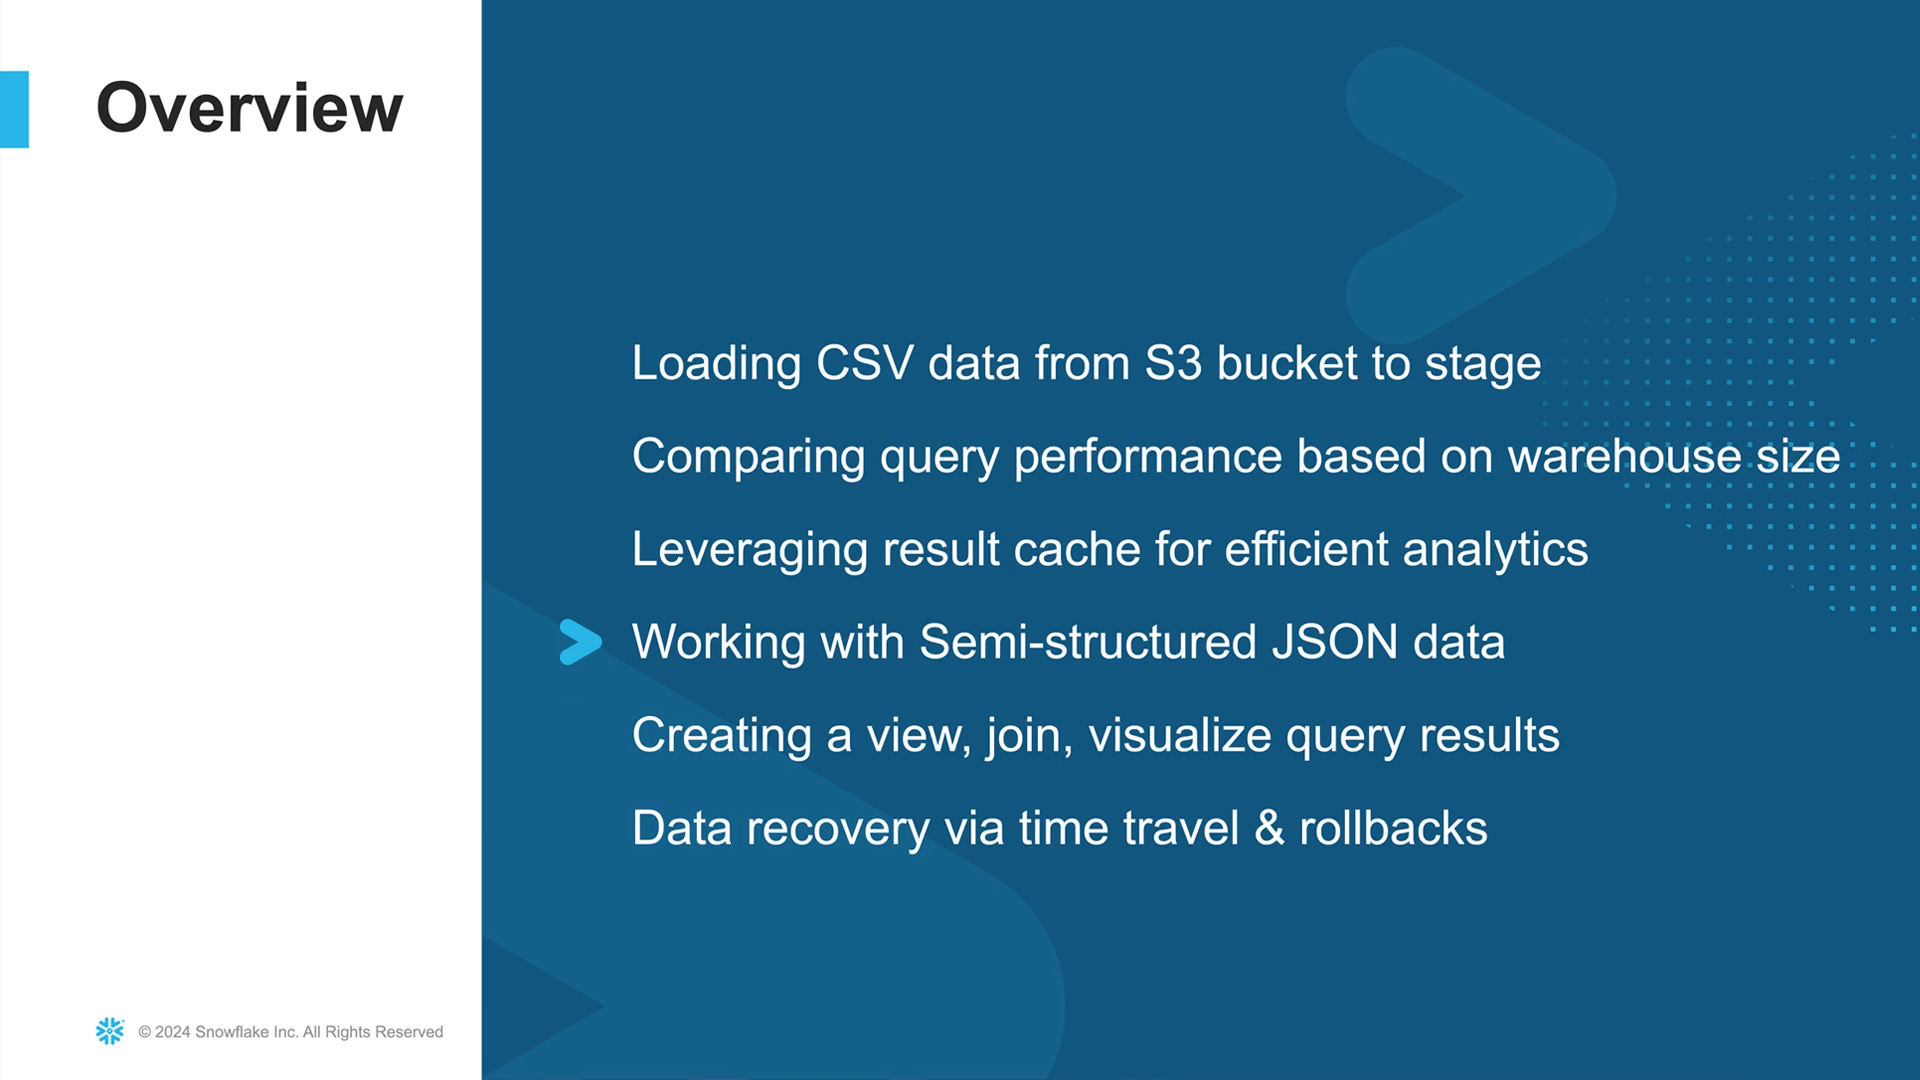 Overview
Loading CSV data from S3 bucket to stage
Comparing query performance based on warehouse size
Leveraging result cache for efficient analytics
Working with Semi-structured JSON data
Creating a view, join, visualize query results
Data recovery via time travel & rollbacks
© 2024 Snowflake Inc. All Rights Reserved